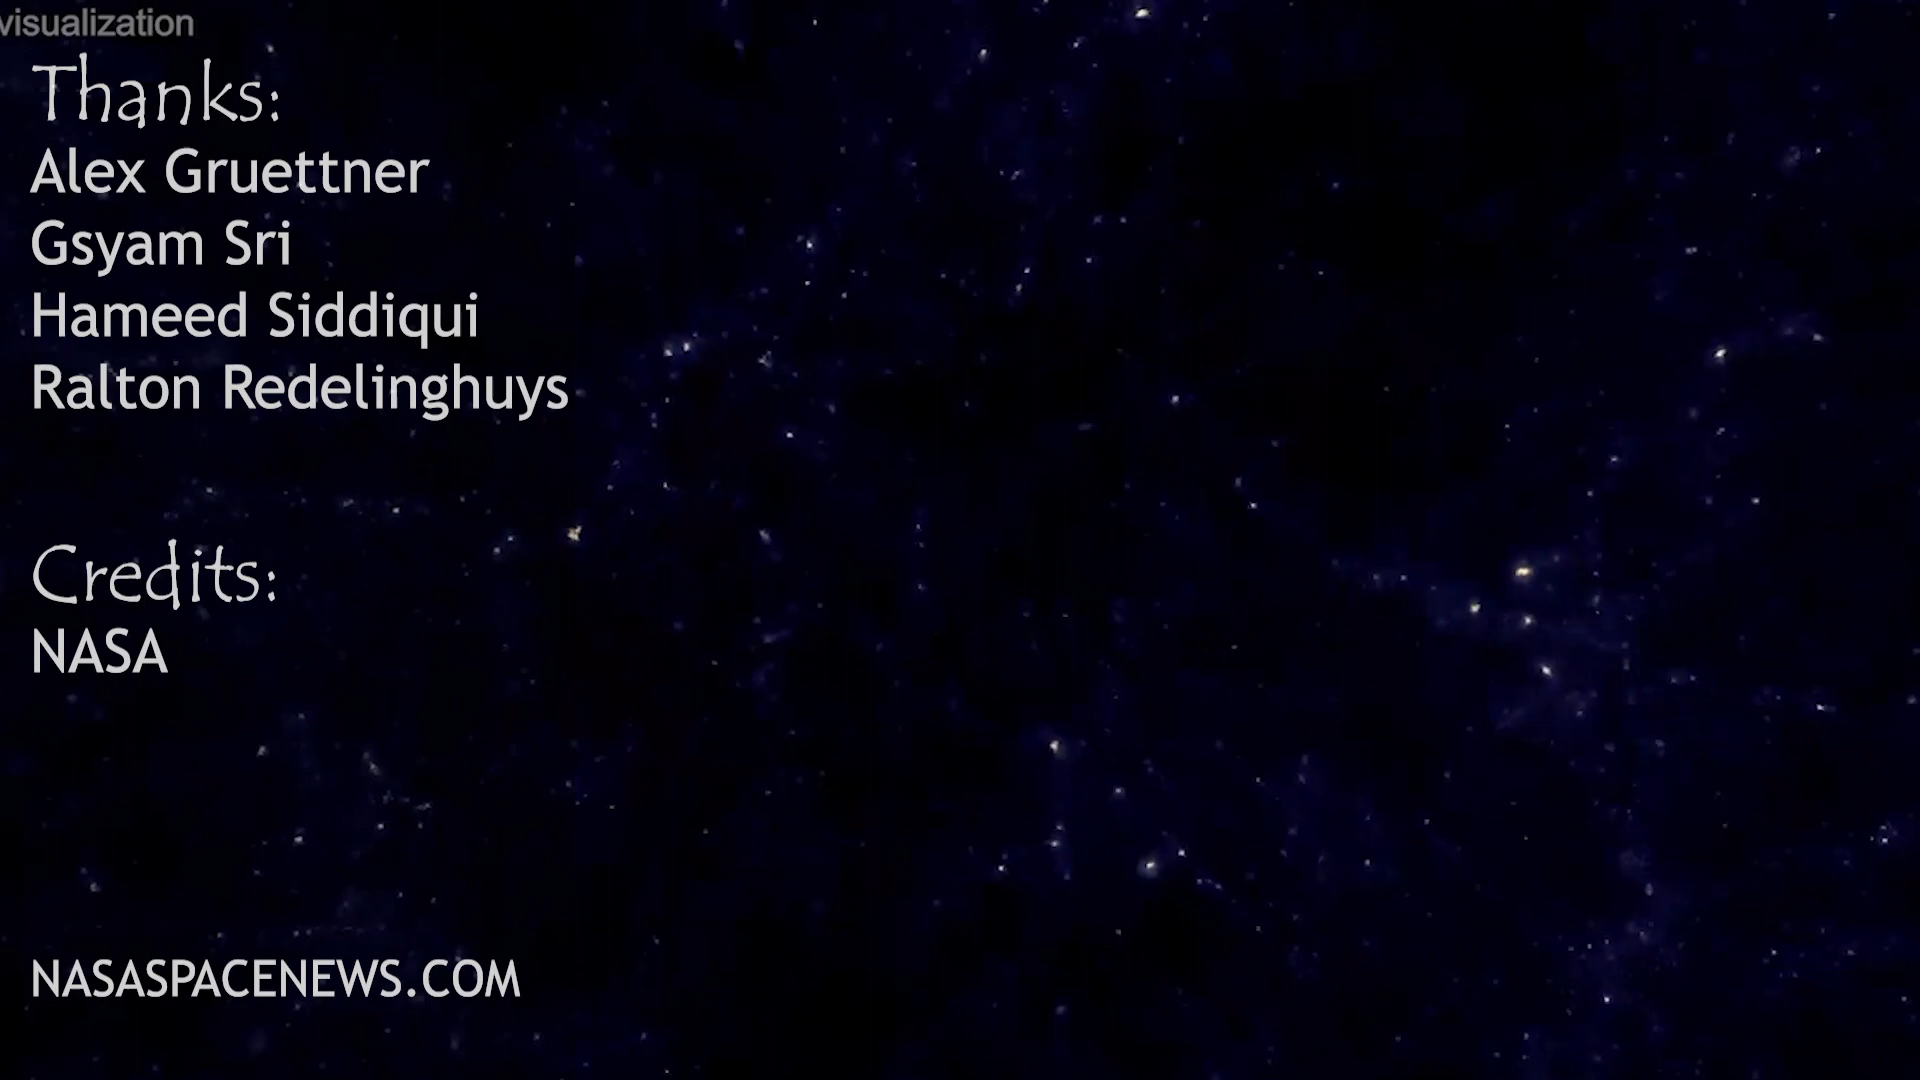 visualization
Thanks:
Alex Gruettner
Gsyam Sri
Hameed Siddiqui
Ralton Redelinghuys
Credits:
NASA
NASASPACENEWS.COM